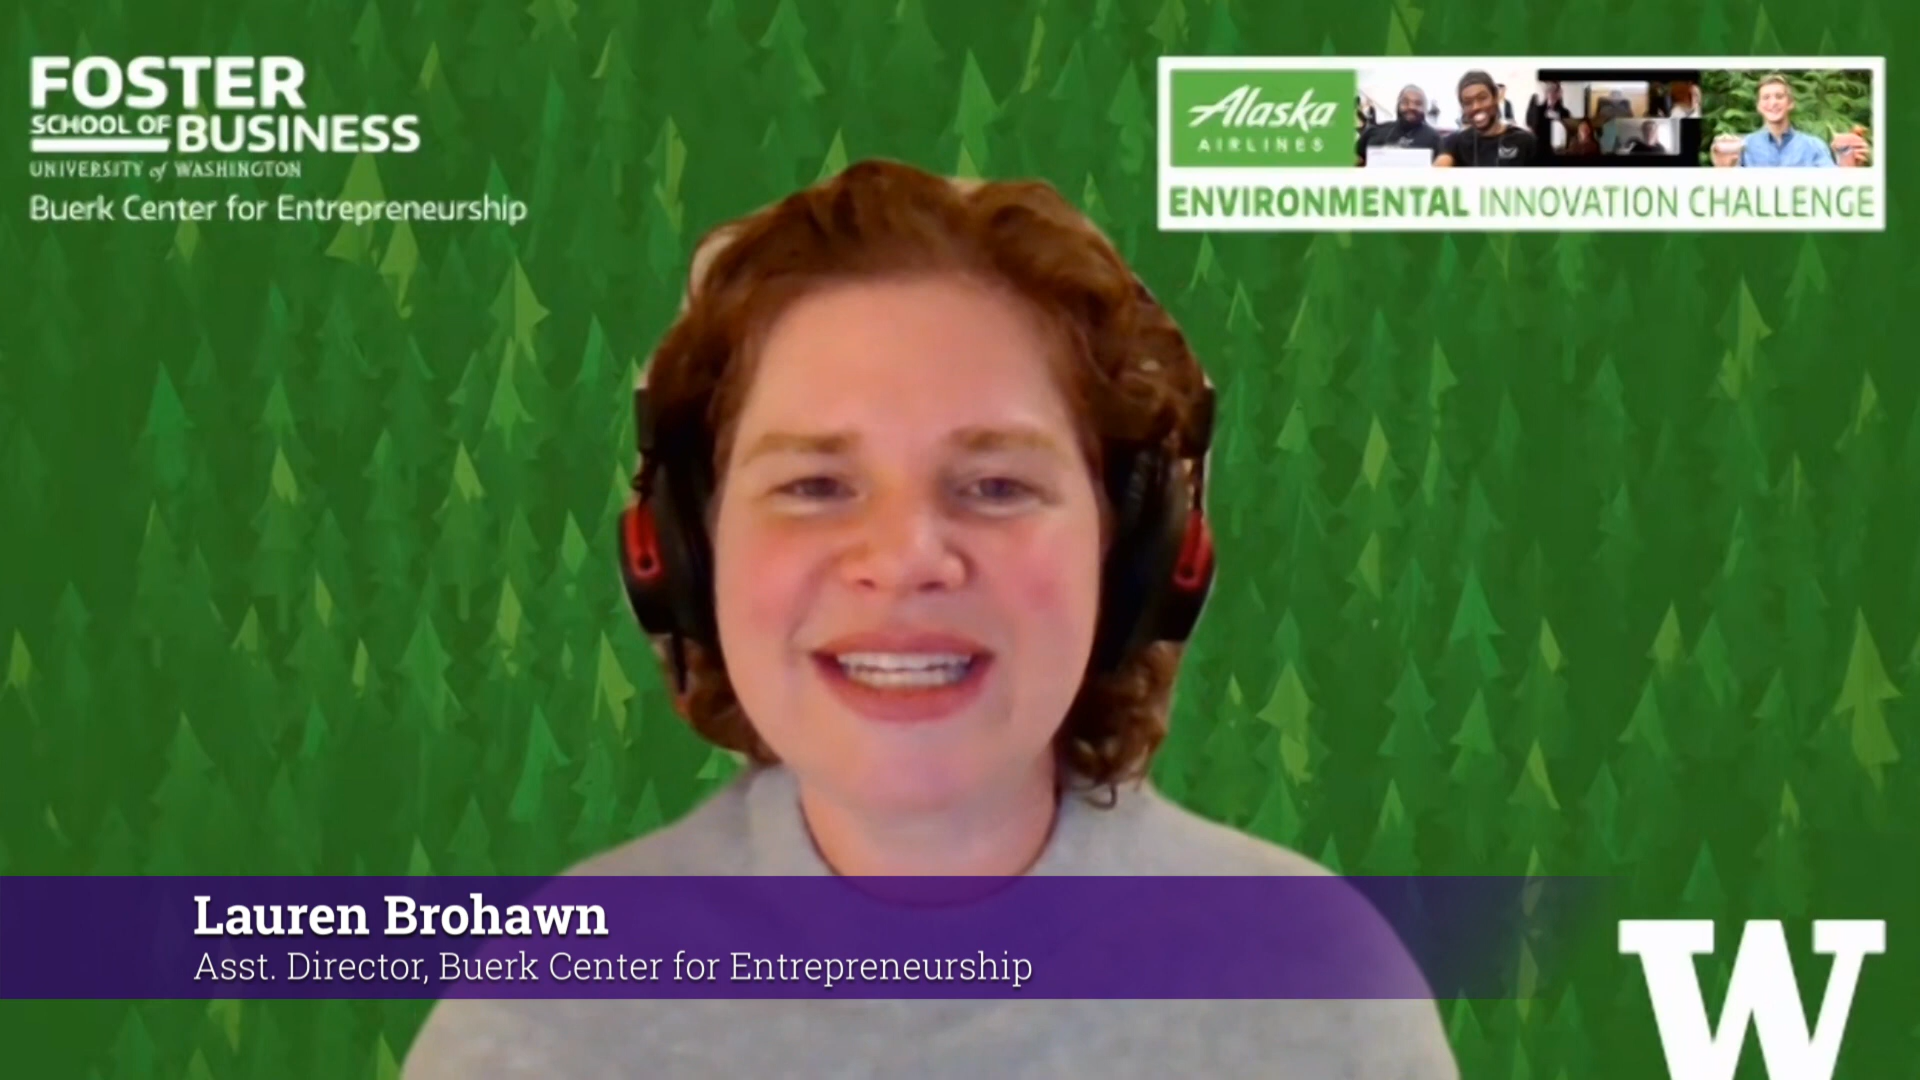 FOSTER
SCHOOL OF BUSINESS
UNIVERSITY of WASHINGTON
Buerk Center for Entrepreneurship
Alaska
AIRLINES
ENVIRONMENTAL INNOVATION CHALLENGE
Lauren Brohawn
Asst. Director, Buerk Center for Entrepreneurship
W